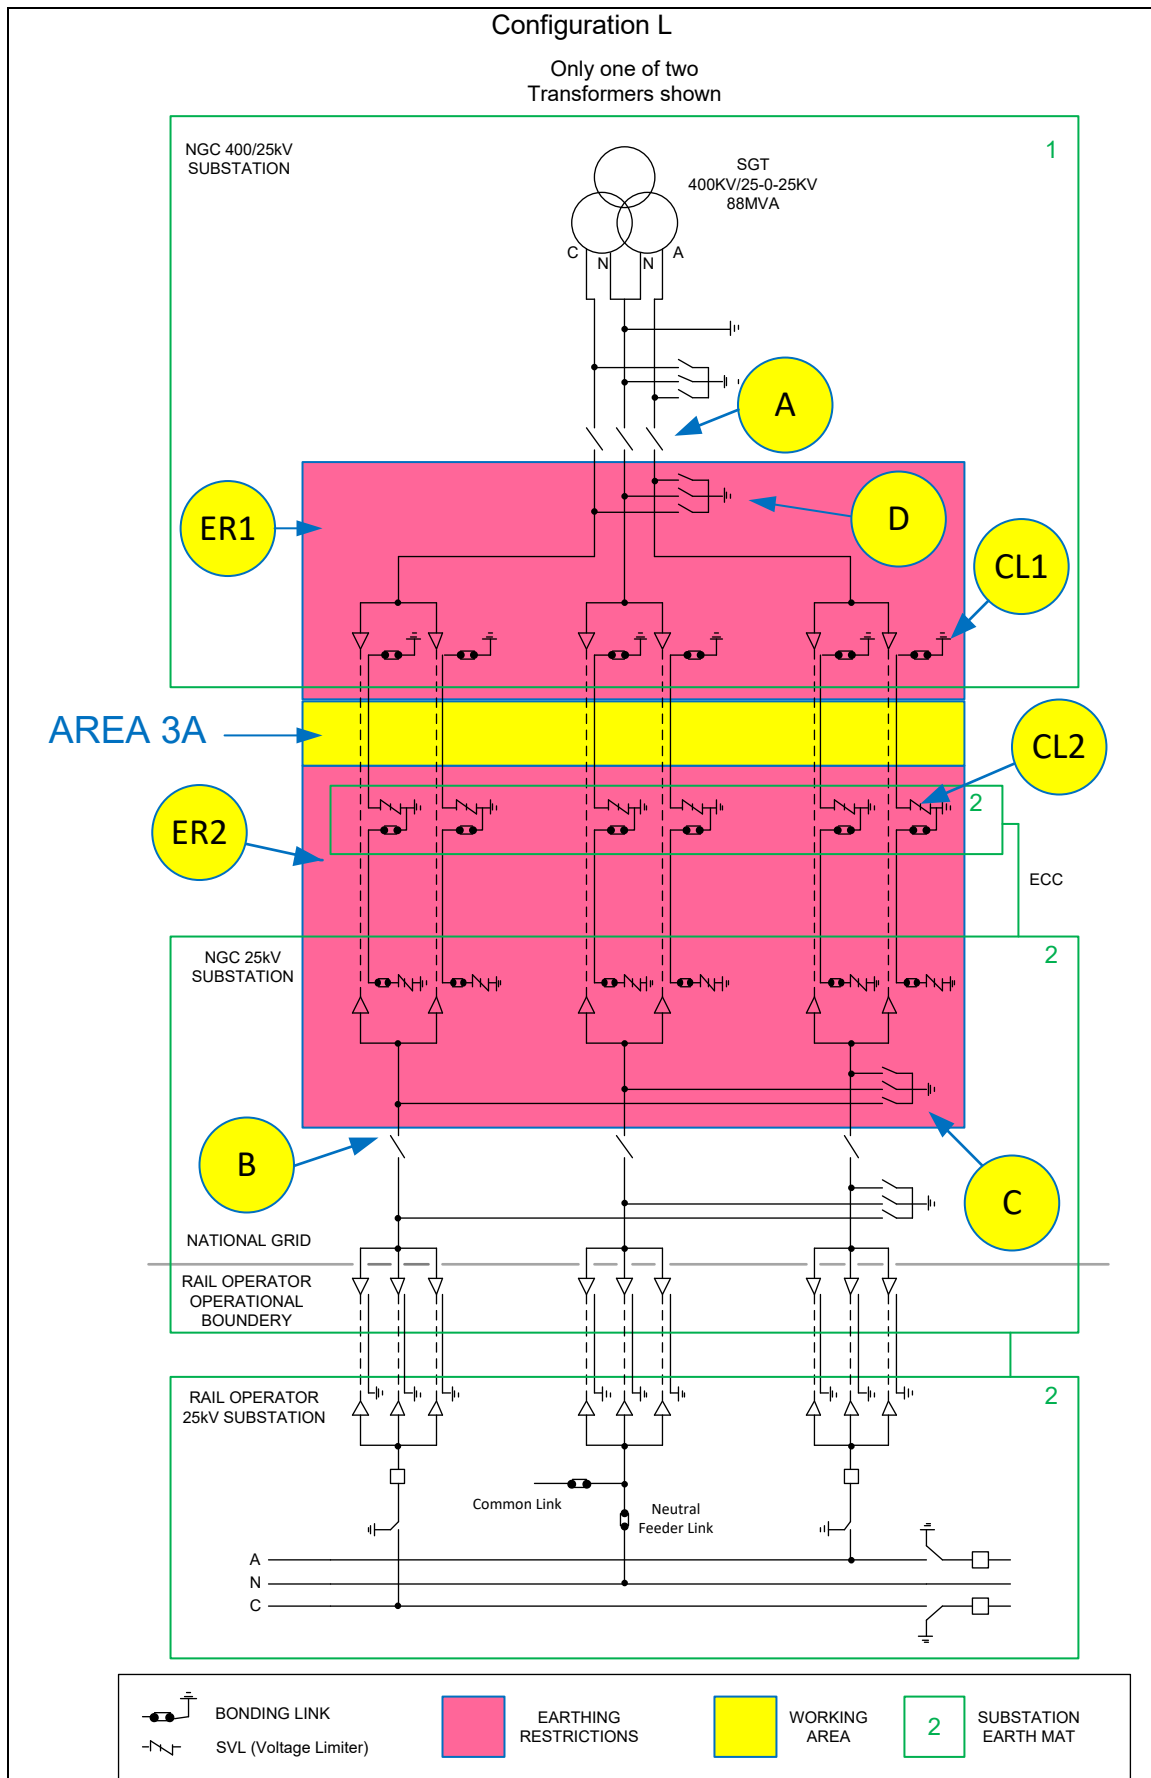 Configuration L
Only one of two
Transformers shown
NGC 400/25kV
SUBSTATION
1
SGT
400KV/25-0-25KV
88MVA
C
N
N
A
A
ER1
D
CL1
AREA 3A
CL2
2
ER2
ECC
NGC 25kV
SUBSTATION
2
B
C
NATIONAL GRID
RAIL OPERATOR
OPERATIONAL
BOUNDERY
RAIL OPERATOR
25kV SUBSTATION
2
Common Link
Neutral
Feeder Link
A
N
C
BONDING LINK
SVL (Voltage Limiter)
EARTHING
RESTRICTIONS
WORKING
AREA
2
SUBSTATION
EARTH MAT